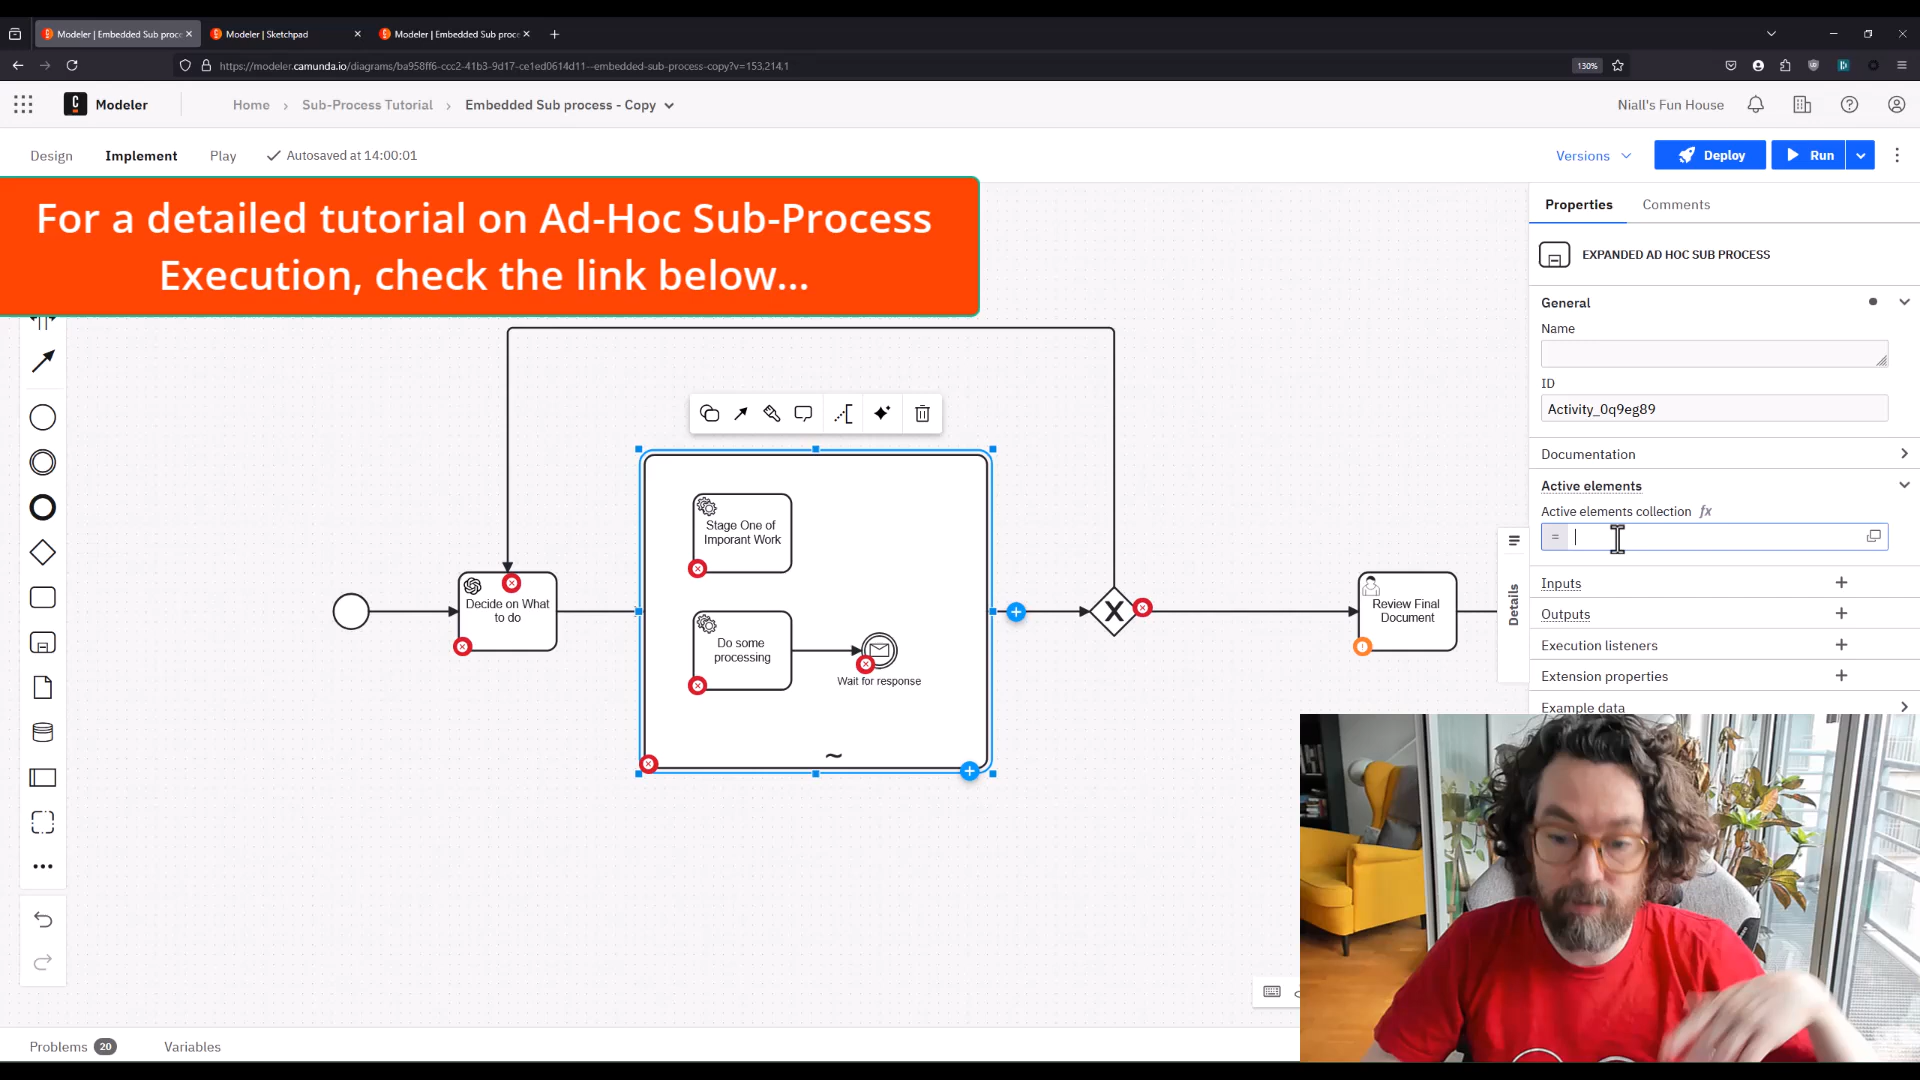 Modeler | Embedded Sub proce
Modeler | Sketchpad
Modeler | Embedded Sub proce
https://modeler.camunda.io/diagrams/ba958ff6-ccc2-41b3-9d17-ce1ed0614d11--embedded-sub-process-copy?v=153,214,1
130%
Modeler
Home
Sub-Process Tutorial
Embedded Sub process - Copy
Niall's Fun House
Design
Implement
Play
Autosaved at 14:00:01
Versions
Deploy
Run
For a detailed tutorial on Ad-Hoc Sub-Process
Execution, check the link below...
Properties
Comments
EXPANDED AD HOC SUB PROCESS
General
Name
ID
Activity_0q9eg89
Documentation
Active elements
Active elements collection fx
=
Inputs
Outputs
Execution listeners
Extension properties
Example data
Details
Stage One of
Imporant Work
Decide on What
to do
Do some
processing
Wait for response
X
Review Final
Document
Problems 20
Variables